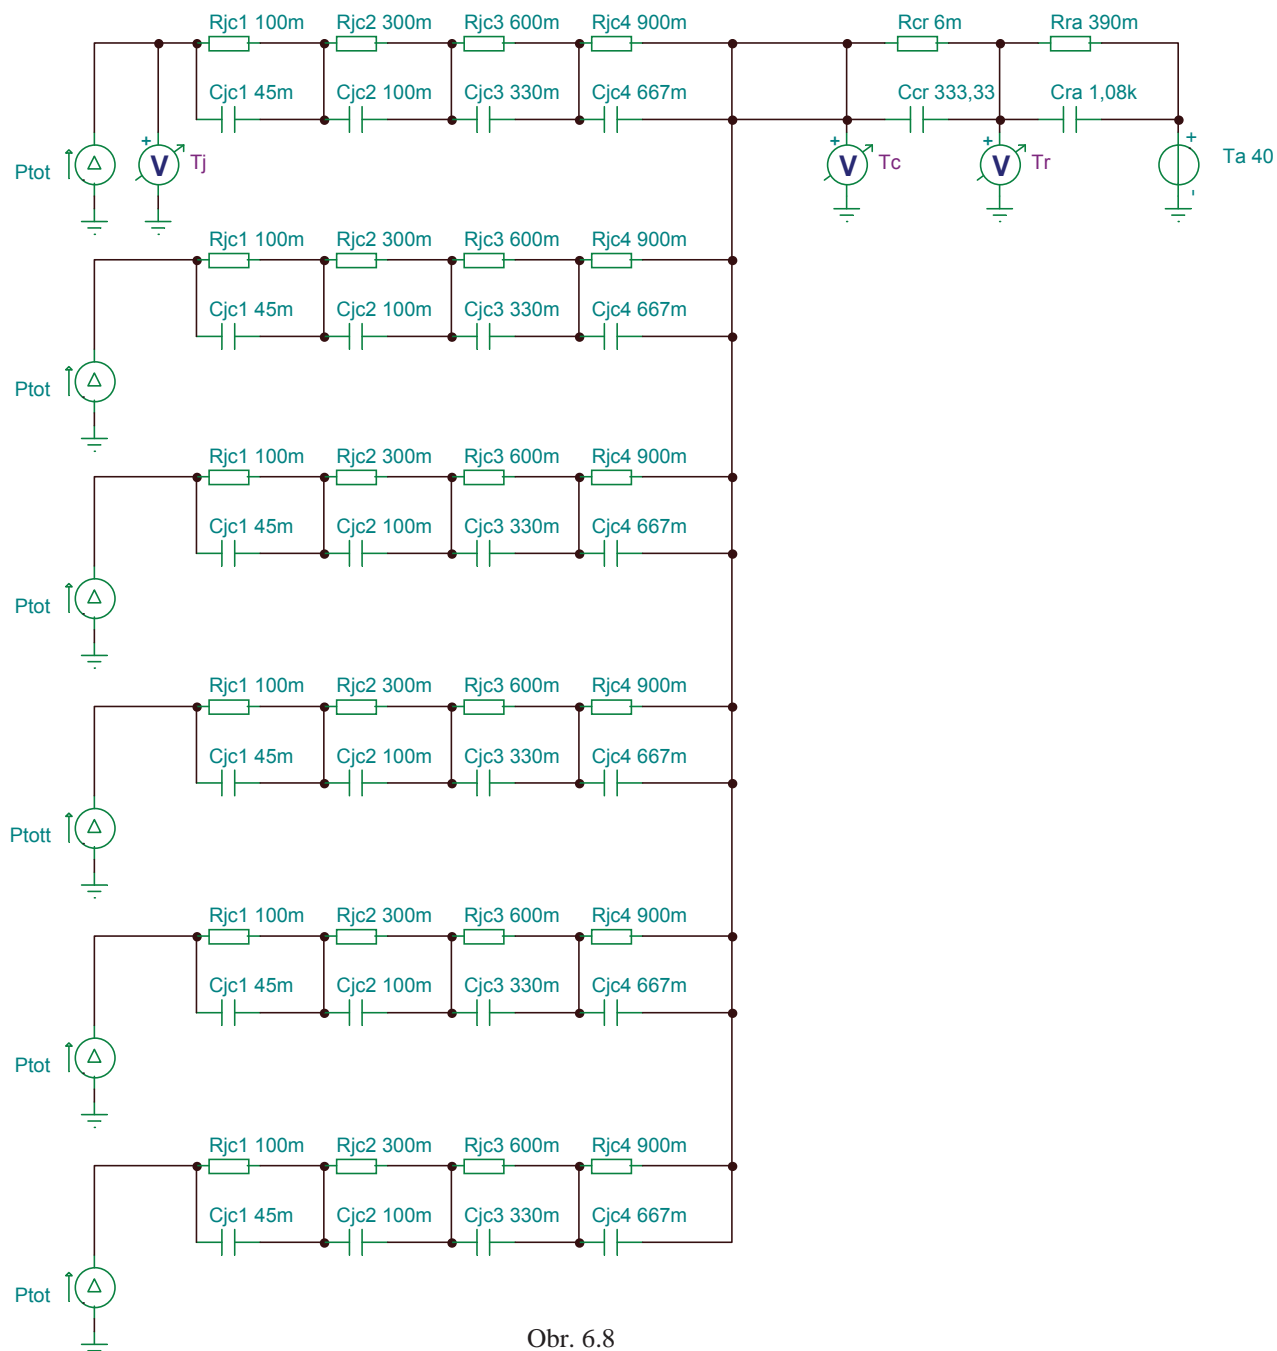 Rjc1 100m Rjc2 300m Rjc3 600m Rjc4 900m Rcr 6m Rra 390m
Cjc1 45m Cjc2 100m Cjc3 330m Cjc4 667m Ccr 333,33 Cra 1,08k
Ptot + V Tj + V Tc + V Tr + - Ta 40
Rjc1 100m Rjc2 300m Rjc3 600m Rjc4 900m
Cjc1 45m Cjc2 100m Cjc3 330m Cjc4 667m
Ptot
Rjc1 100m Rjc2 300m Rjc3 600m Rjc4 900m
Cjc1 45m Cjc2 100m Cjc3 330m Cjc4 667m
Ptot
Rjc1 100m Rjc2 300m Rjc3 600m Rjc4 900m
Cjc1 45m Cjc2 100m Cjc3 330m Cjc4 667m
Ptott
Rjc1 100m Rjc2 300m Rjc3 600m Rjc4 900m
Cjc1 45m Cjc2 100m Cjc3 330m Cjc4 667m
Ptot
Rjc1 100m Rjc2 300m Rjc3 600m Rjc4 900m
Cjc1 45m Cjc2 100m Cjc3 330m Cjc4 667m
Ptot
Obr. 6.8